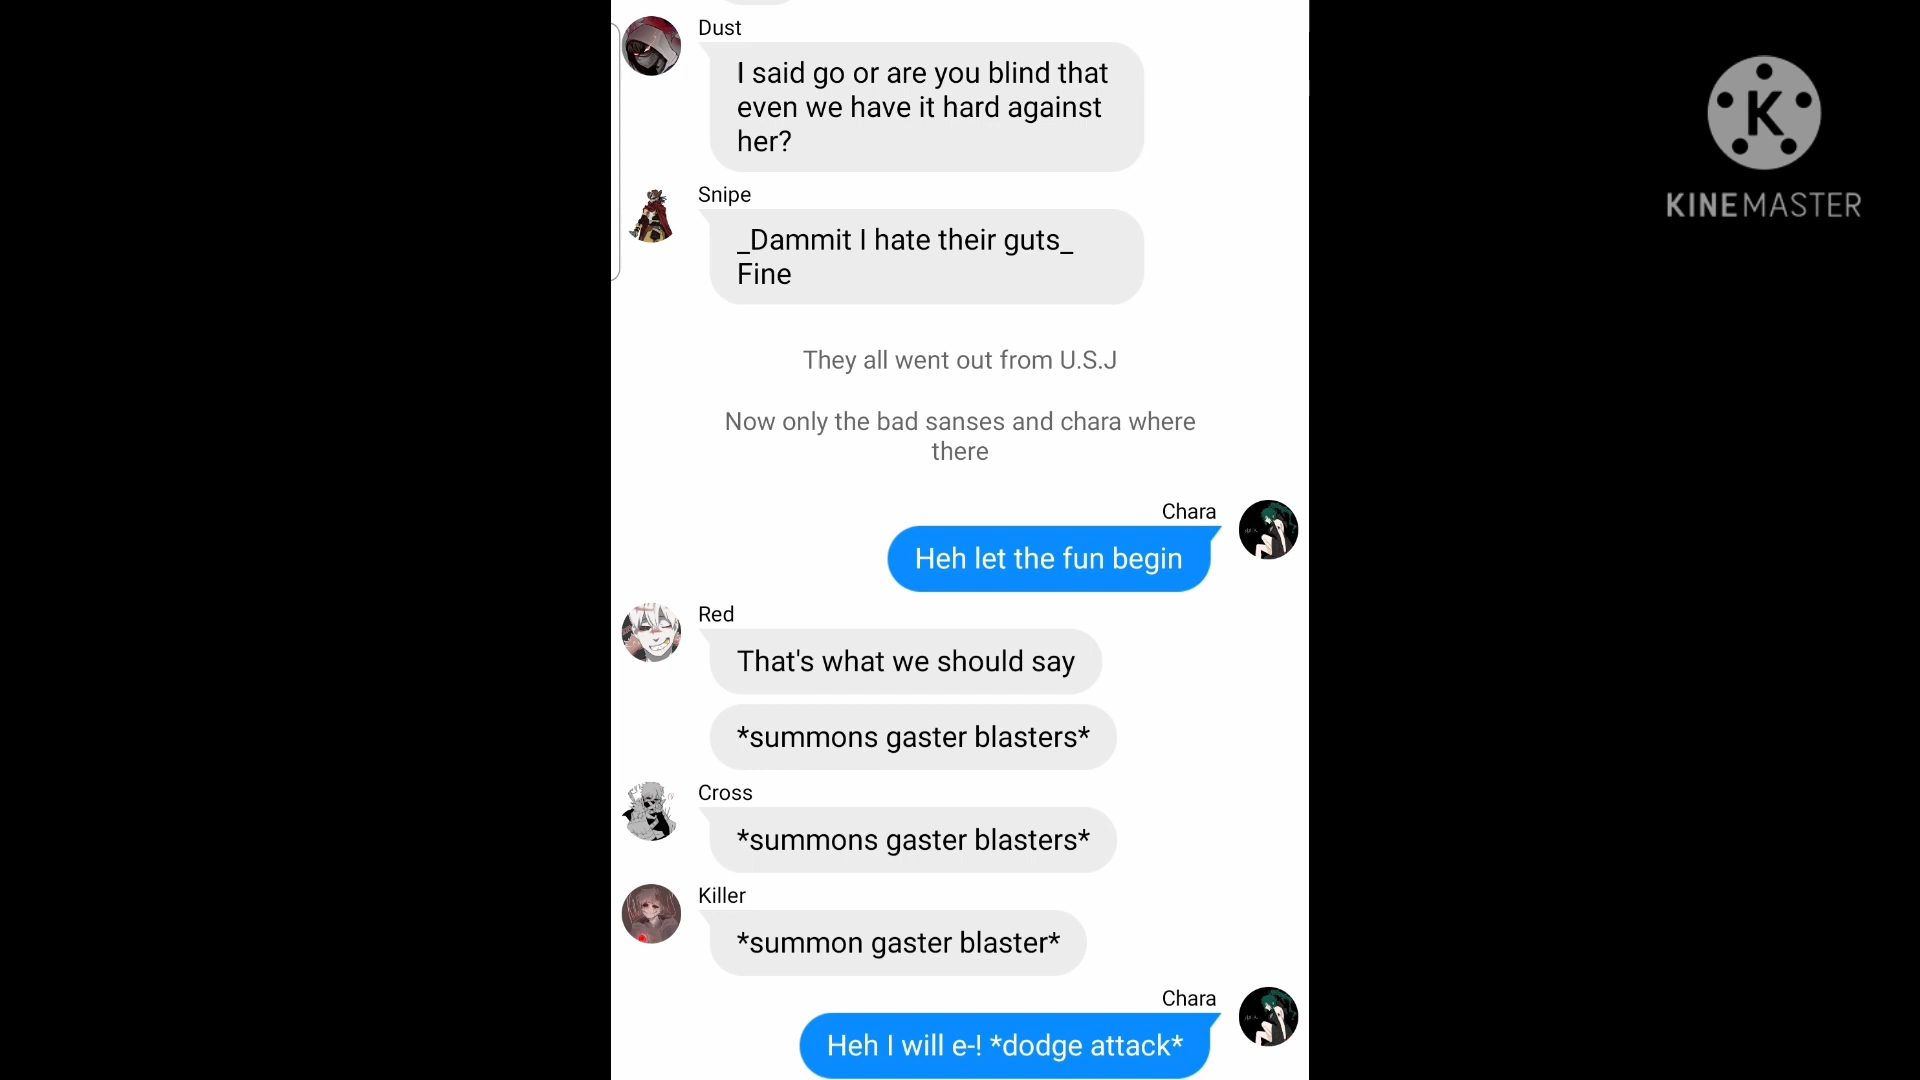 Dust
I said go or are you blind that
even we have it hard against
her?
Snipe
_Dammit I hate their guts_
Fine
They all went out from U.S.J
Now only the bad sanses and chara where
there
Chara
Heh let the fun begin
Red
That's what we should say
*summons gaster blasters*
Cross
*summons gaster blasters*
Killer
*summon gaster blaster*
Chara
Heh I will e-! *dodge attack*
K
KINEMASTER